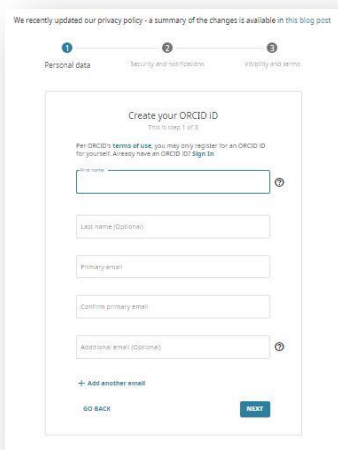 We recently updated our privacy policy - a summary of the changes is available in this blog post
1 2 3
Personal data Security and notifications Visibility and terms
Create your ORCID iD
This is step 1 of 3
Per ORCID's terms of use, you may only register for an ORCID iD
for yourself. Already have an ORCID iD? Sign In
First name
Last name (Optional)
Primary email
Confirm primary email
Additional email (Optional)
+ Add another email
GO BACK NEXT